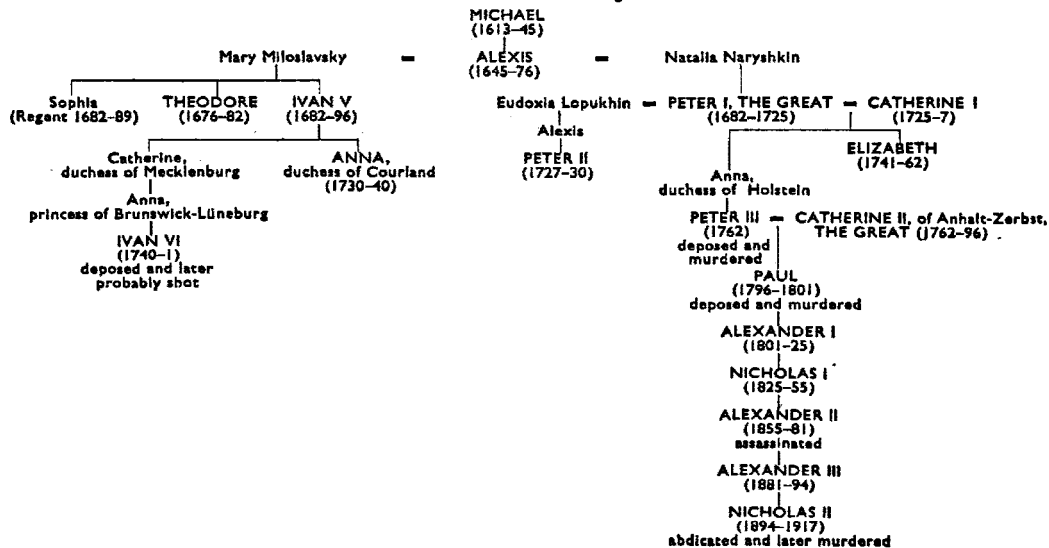 MICHAEL
(1613–45)
Mary Miloslavsky = ALEXIS = Natalia Naryshkin
(1645–76)
Sophia THEODORE IVAN V Eudoxia Lopukhin = PETER I, THE GREAT = CATHERINE I
(Regent 1682–89) (1676–82) (1682–96) (1682–1725) (1725–7)
Alexis
Catherine, ANNA, PETER II ELIZABETH
duchess of Mecklenburg duchess of Courland (1727–30) (1741–62)
(1730–40)
Anna, Anna,
princess of Brunswick-Lüneburg duchess of Holstein
IVAN VI PETER III = CATHERINE II, of Anhalt-Zerbst,
(1740–1) (1762) THE GREAT (1762–96)
deposed and later deposed and
probably shot murdered
PAUL
(1796–1801)
deposed and murdered
ALEXANDER I
(1801–25)
NICHOLAS I
(1825–55)
ALEXANDER II
(1855–81)
assassinated
ALEXANDER III
(1881–94)
NICHOLAS II
(1894–1917)
abdicated and later murdered